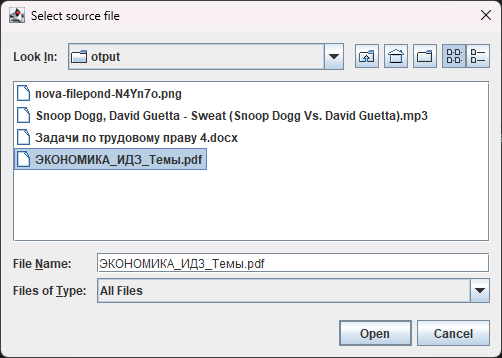 Select source file
Look In: otput
nova-filepond-N4Yn7o.png
Snoop Dogg, David Guetta - Sweat (Snoop Dogg Vs. David Guetta).mp3
Задачи по трудовому праву 4.docx
ЭКОНОМИКА_ИДЗ_Темы.pdf
File Name: ЭКОНОМИКА_ИДЗ_Темы.pdf
Files of Type: All Files
Open Cancel